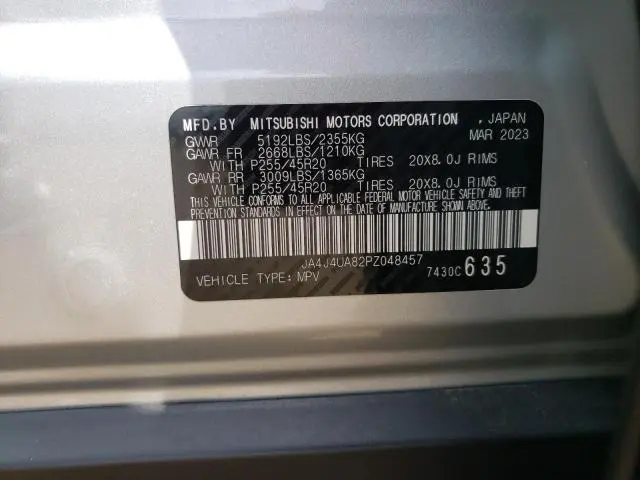 MFD.BY MITSUBISHI MOTORS CORPORATION , JAPAN
GVWR 5192LBS/2355KG MAR 2023
GAWR FR 2668LBS/1210KG
WITH P255/45R20 TIRES 20X8.0J RIMS
GAWR RR 3009LBS/1365KG
WITH P255/45R20 TIRES 20X8.0J RIMS
THIS VEHICLE CONFORMS TO ALL APPLICABLE FEDERAL MOTOR VEHICLE SAFETY AND THEFT
PREVENTION STANDARDS IN EFFECT ON THE DATE OF MANUFACTURE SHOWN ABOVE.
JA4J4UA82PZ048457
VEHICLE TYPE: MPV 7430C 635